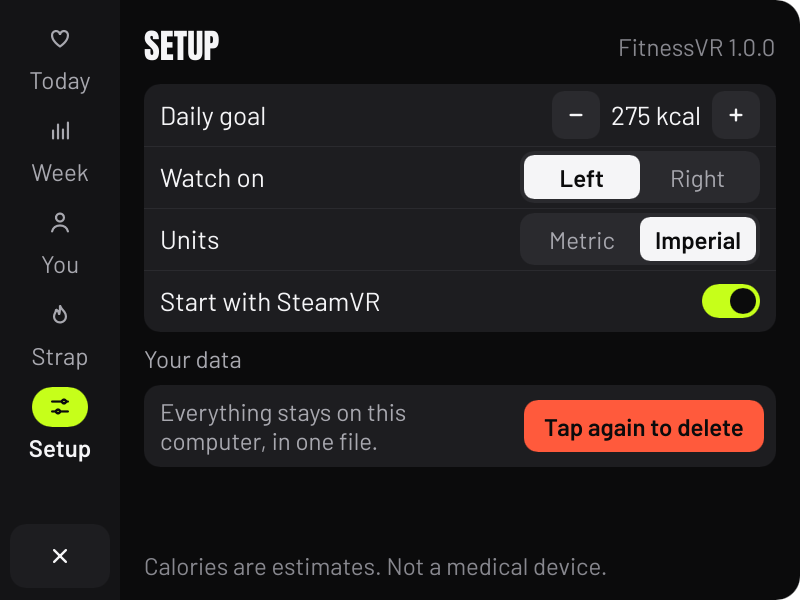 Today
Week
You
Strap
Setup
SETUP
FitnessVR 1.0.0
Daily goal
− 275 kcal +
Watch on
Left Right
Units
Metric Imperial
Start with SteamVR
Your data
Everything stays on this
computer, in one file.
Tap again to delete
Calories are estimates. Not a medical device.